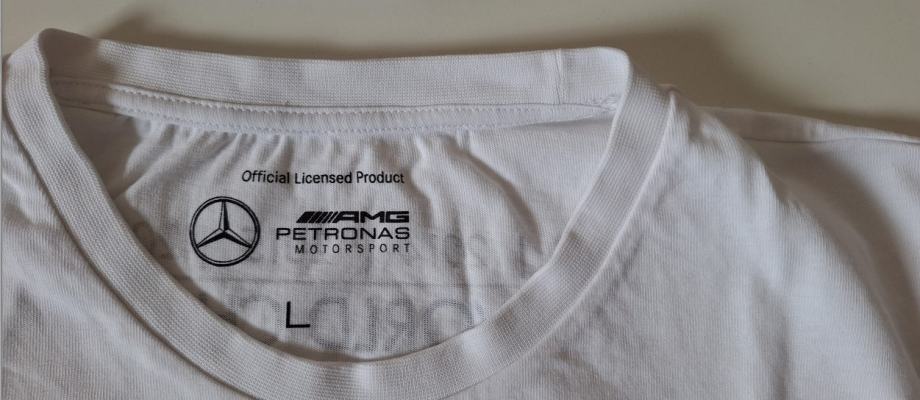 Official Licensed Product
AMG
PETRONAS
MOTORSPORT
L